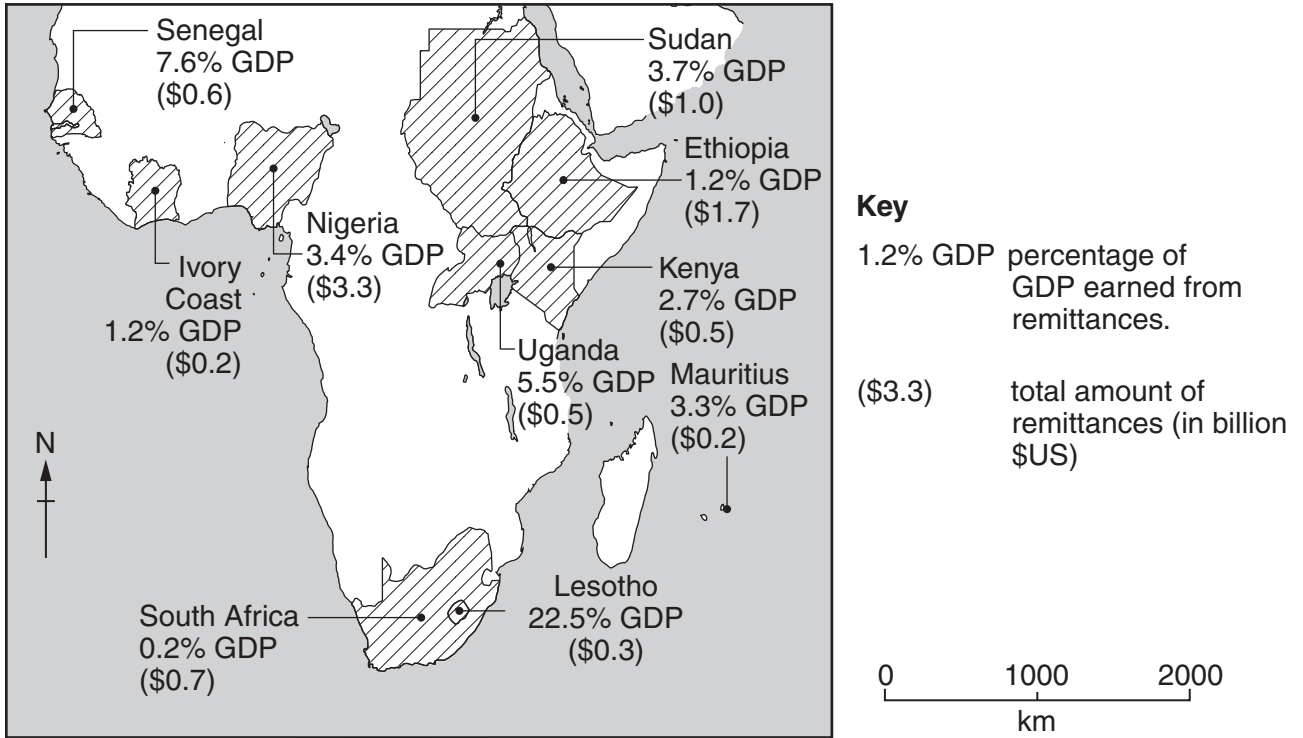 Senegal
7.6% GDP
($0.6)
Sudan
3.7% GDP
($1.0)
Ethiopia
1.2% GDP
($1.7)
Nigeria
3.4% GDP
($3.3)
Ivory
Coast
1.2% GDP
($0.2)
Kenya
2.7% GDP
($0.5)
Uganda
5.5% GDP
($0.5)
Mauritius
3.3% GDP
($0.2)
N
Lesotho
22.5% GDP
($0.3)
South Africa
0.2% GDP
($0.7)
Key
1.2% GDP percentage of
GDP earned from
remittances.
($3.3) total amount of
remittances (in billion
$US)
0 1000 2000
km